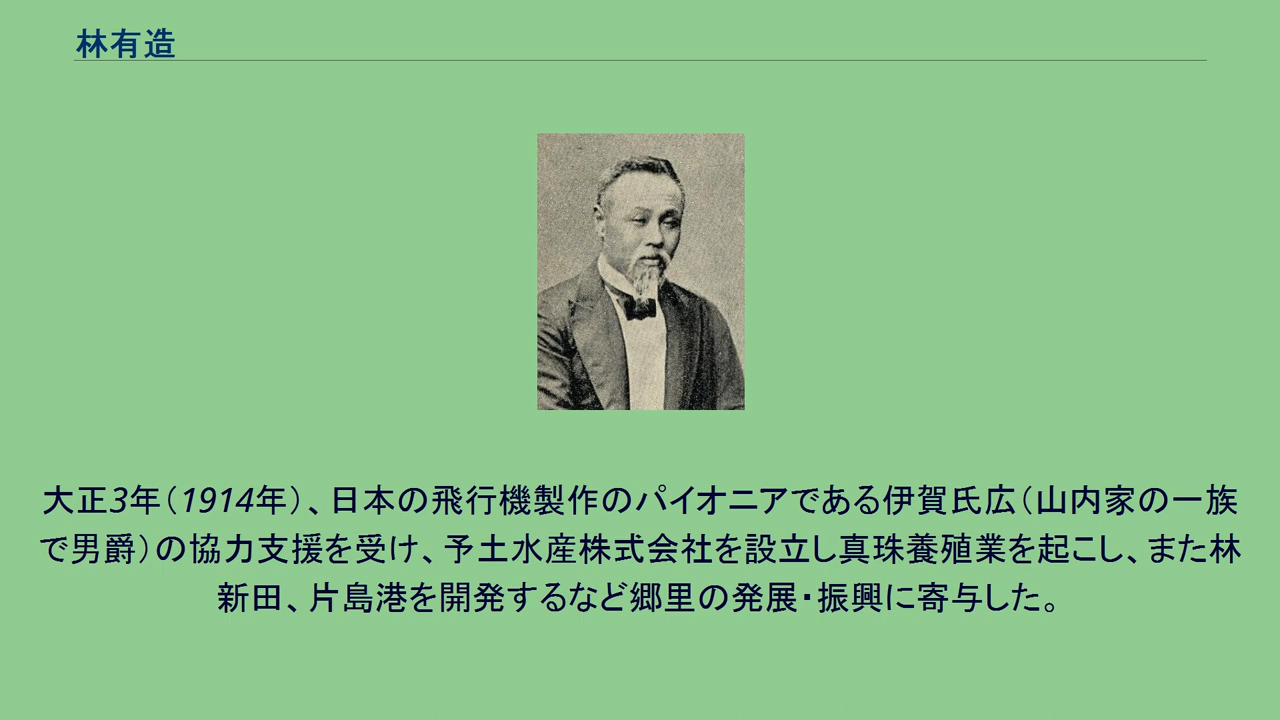 林有造
大正3年（1914年）、日本の飛行機製作のパイオニアである伊賀氏広（山内家の一族
で男爵）の協力支援を受け、予土水産株式会社を設立し真珠養殖業を起こし、また林
新田、片島港を開発するなど郷里の発展・振興に寄与した。